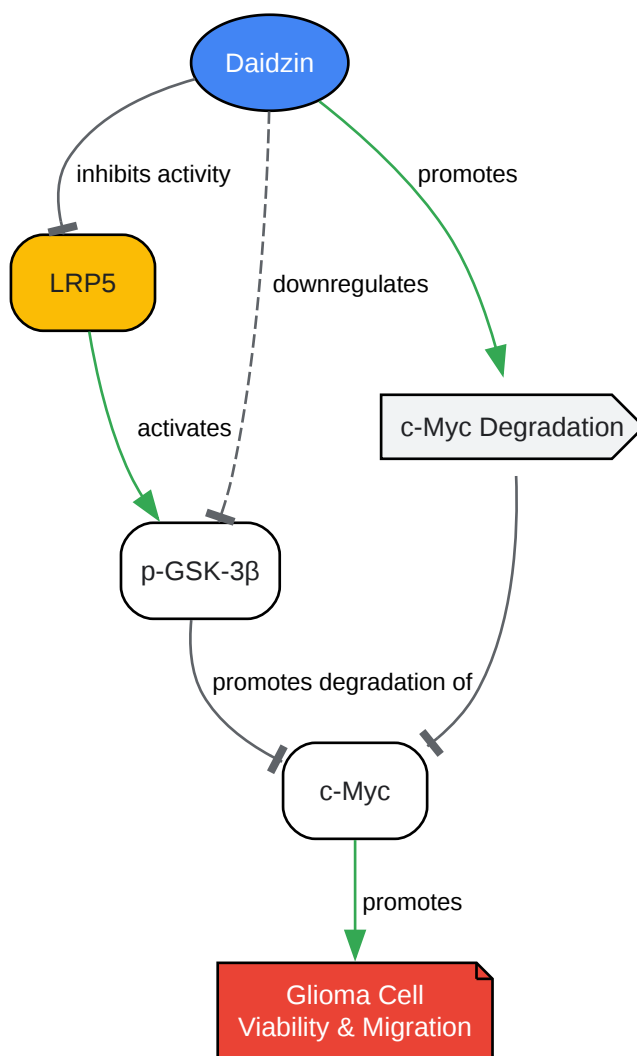 Daidzin
inhibits activity
promotes
LRP5
downregulates
activates
c-Myc Degradation
p-GSK-3β
promotes degradation of
c-Myc
promotes
Glioma Cell
Viability & Migration